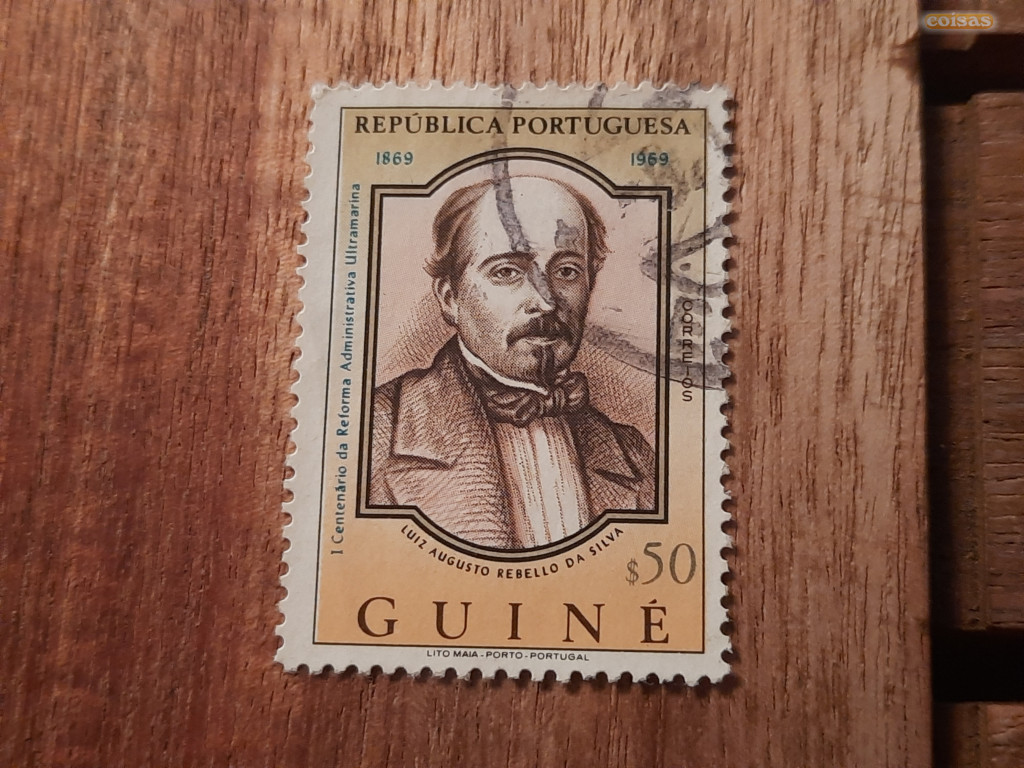 coisas
REPÚBLICA PORTUGUESA
1869 1969
I Centenário da Reforma Administrativa Ultramarina
CORREIOS
LUIZ AUGUSTO REBELLO DA SILVA
$50
GUINÉ
LITO MAIA - PORTO - PORTUGAL